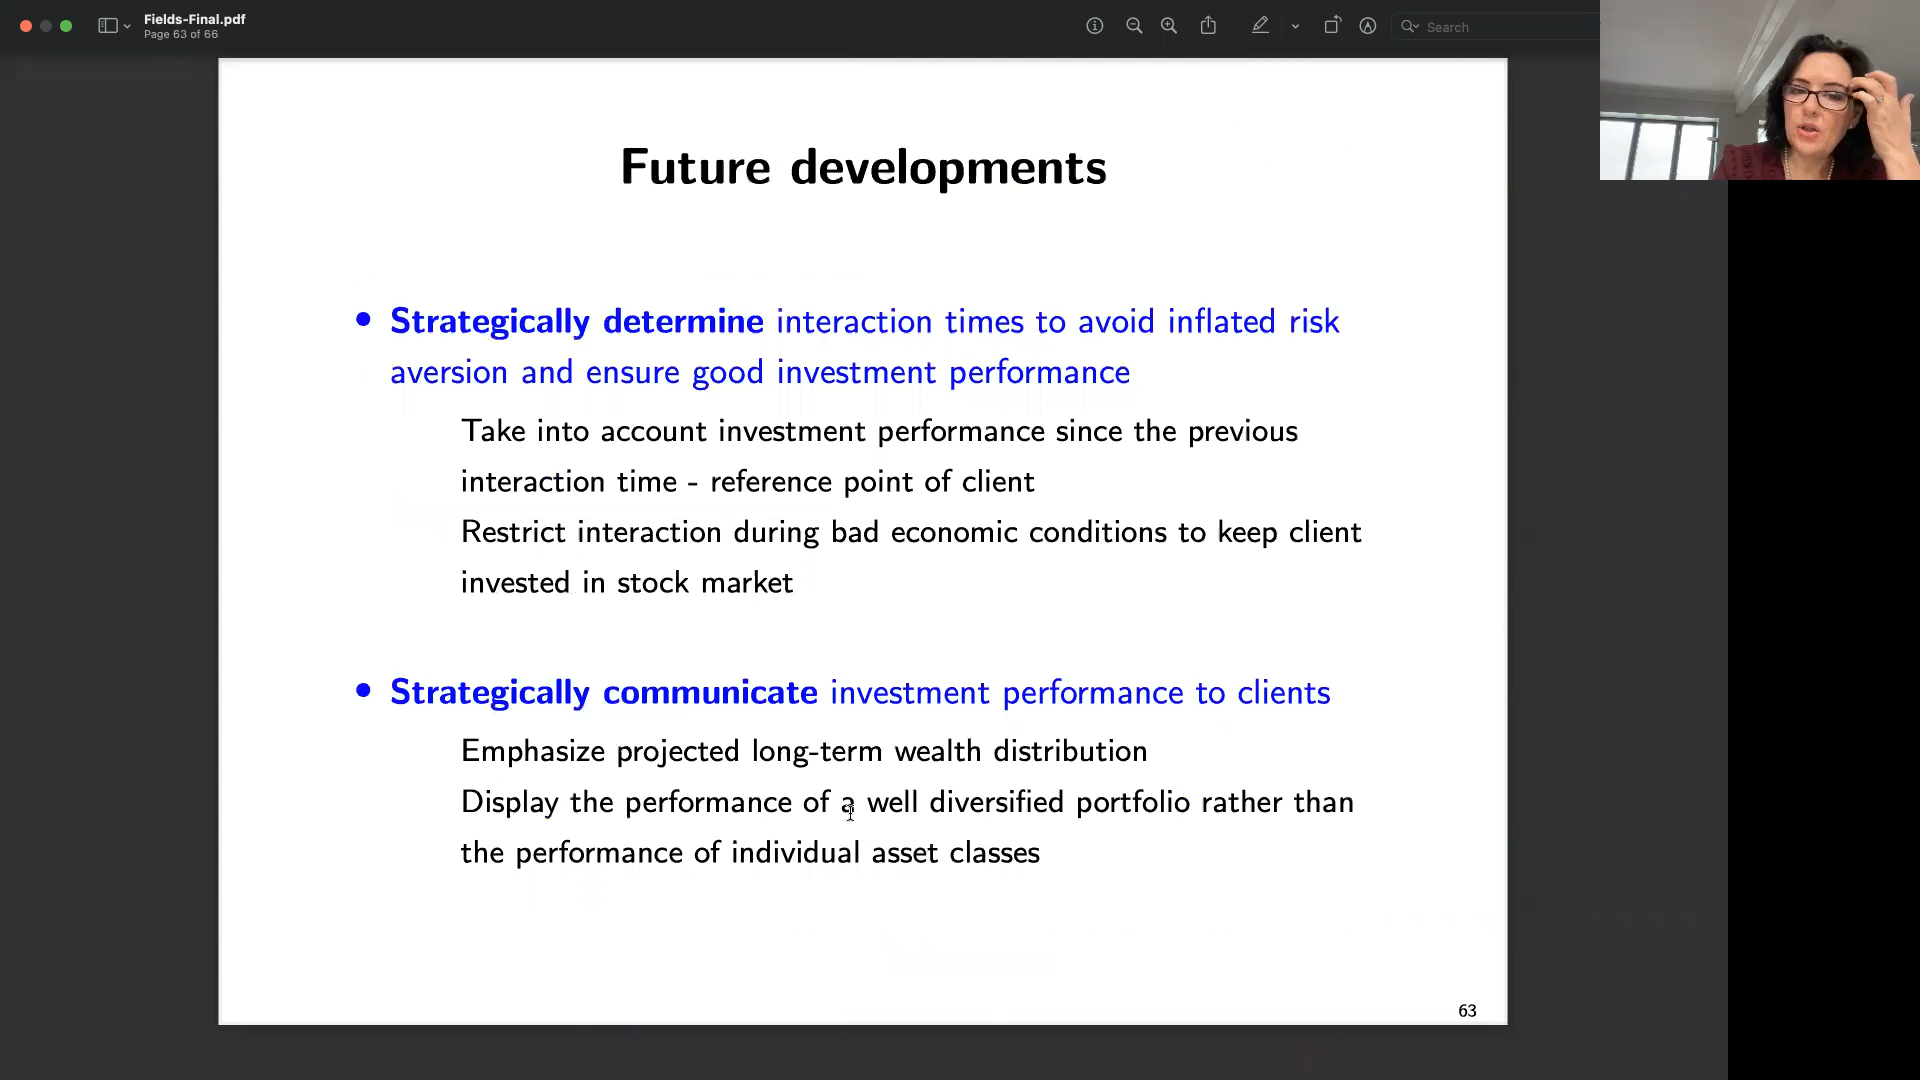 Fields-Final.pdf
Page 63 of 66
Search
Future developments
• Strategically determine interaction times to avoid inflated risk
aversion and ensure good investment performance
Take into account investment performance since the previous
interaction time - reference point of client
Restrict interaction during bad economic conditions to keep client
invested in stock market
• Strategically communicate investment performance to clients
Emphasize projected long-term wealth distribution
Display the performance of a well diversified portfolio rather than
the performance of individual asset classes
63